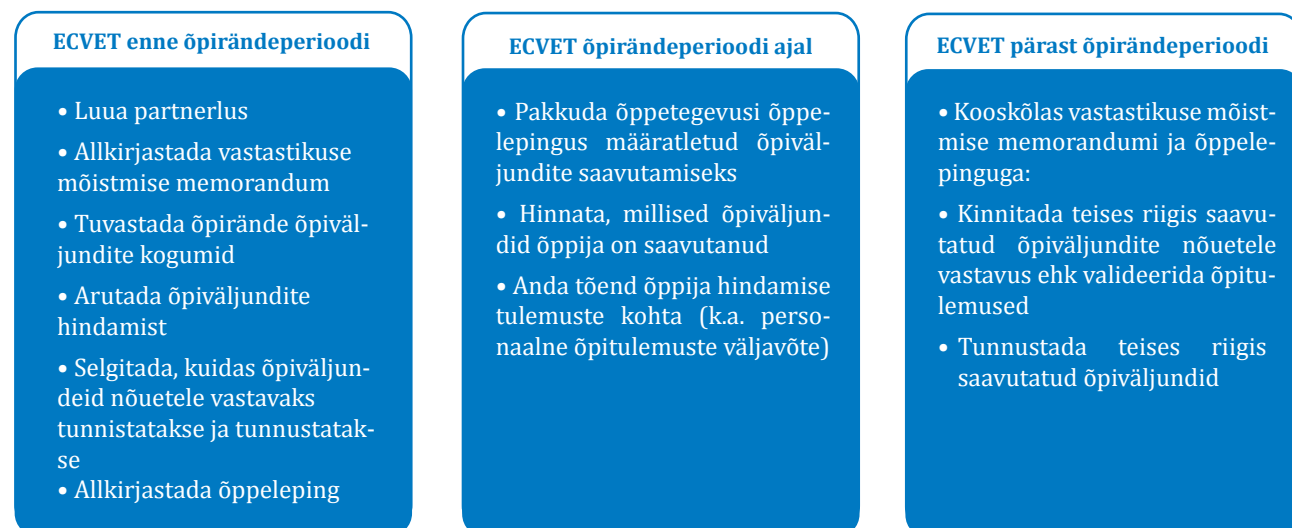 ECVET enne õpirändeperioodi
• Luua partnerlus
• Allkirjastada vastastikuse
mõistmise memorandum
• Tuvastada õpirände õpiväl-
jundite kogumid
• Arutada õpiväljundite
hindamist
• Selgitada, kuidas õpiväljun-
deid nõuetele vastavaks
tunnistatakse ja tunnustatak-
se
• Allkirjastada õppeleping
ECVET õpirändeperioodi ajal
• Pakkuda õppetegevusi õppe-
lepingus määratletud õpiväl-
jundite saavutamiseks
• Hinnata, millised õpiväljun-
did õppija on saavutanud
• Anda tõend õppija hindamise
tulemuste kohta (k.a. perso-
naalne õpitulemuste väljavõte)
ECVET pärast õpirändeperioodi
• Kooskõlas vastastikuse mõist-
mise memorandumi ja õppele-
pinguga:
• Kinnitada teises riigis saavu-
tatud õpiväljundite nõuetele
vastavus ehk valideerida õpitu-
lemused
• Tunnustada teises riigis
saavutatud õpiväljundid